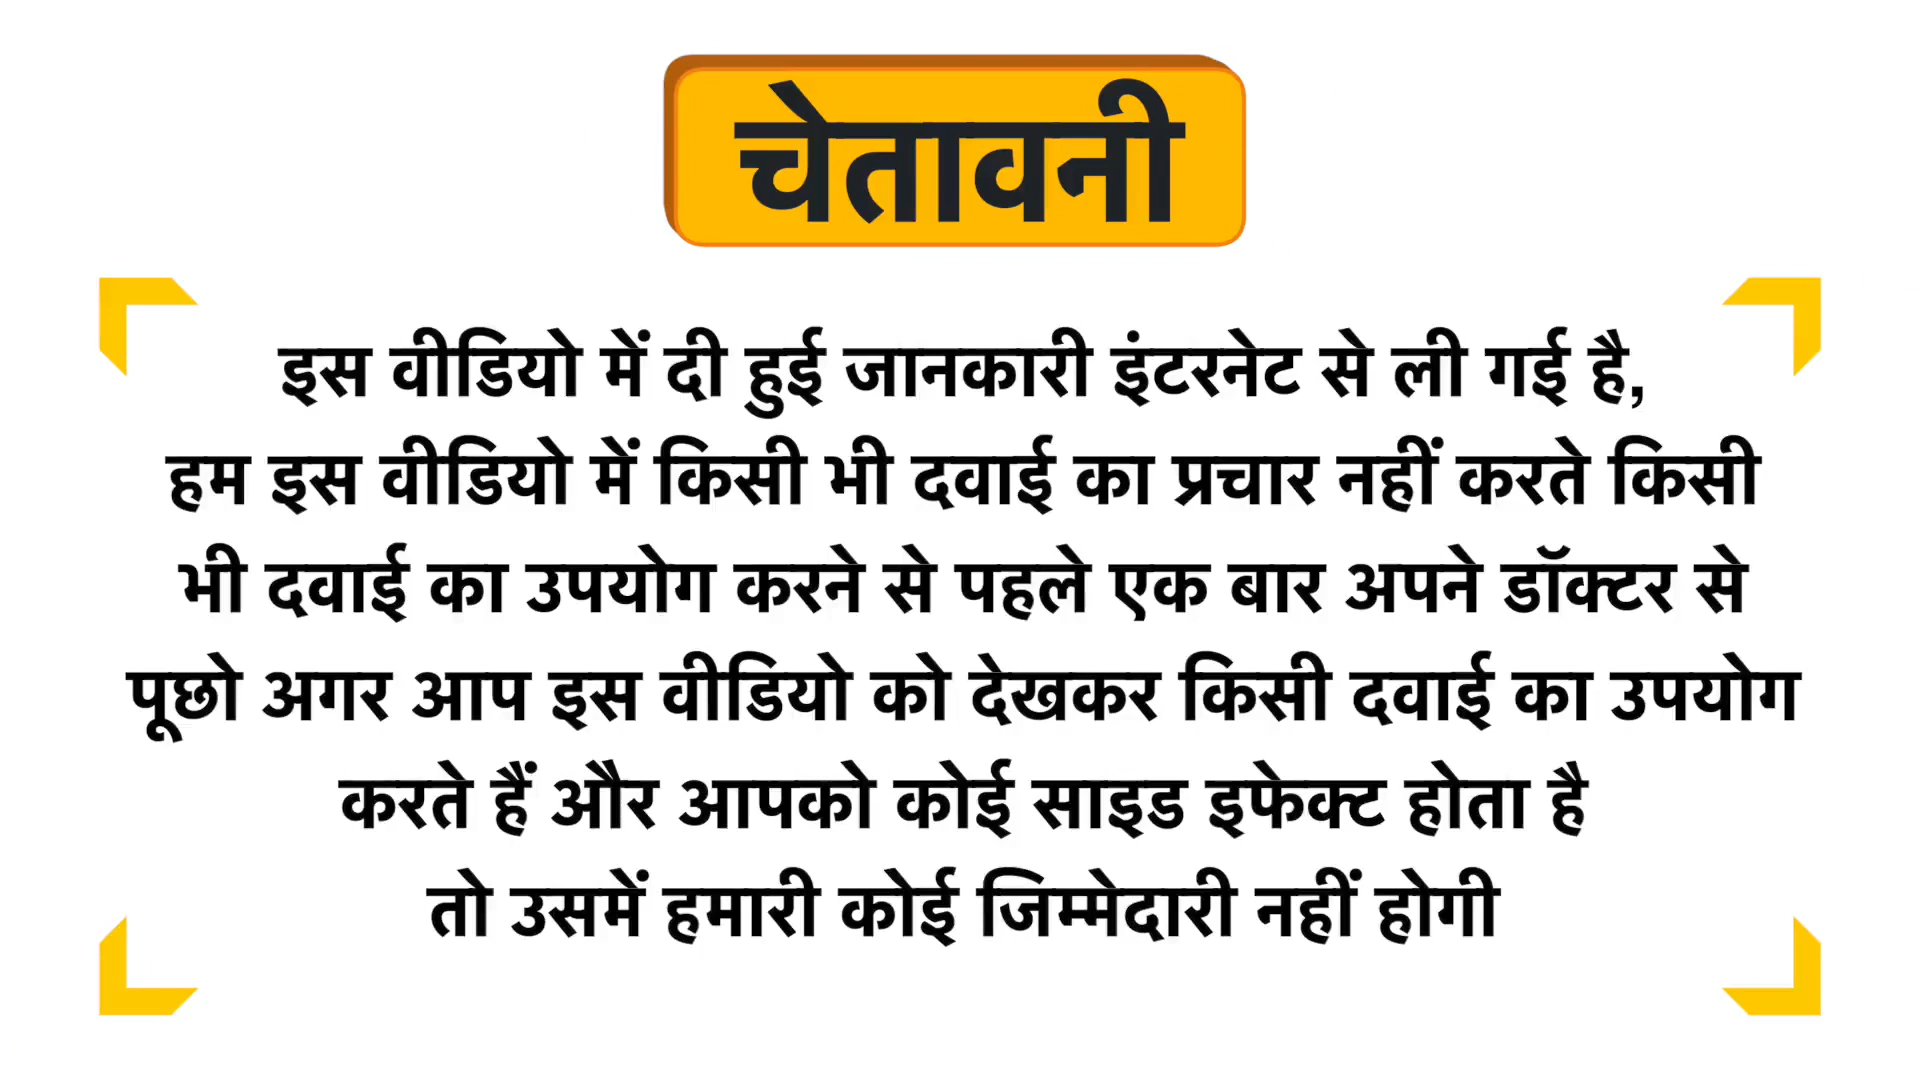 चेतावनी
इस वीडियो में दी हुई जानकारी इंटरनेट से ली गई है,
हम इस वीडियो में किसी भी दवाई का प्रचार नहीं करते किसी
भी दवाई का उपयोग करने से पहले एक बार अपने डॉक्टर से
पूछो अगर आप इस वीडियो को देखकर किसी दवाई का उपयोग
करते हैं और आपको कोई साइड इफेक्ट होता है
तो उसमें हमारी कोई जिम्मेदारी नहीं होगी